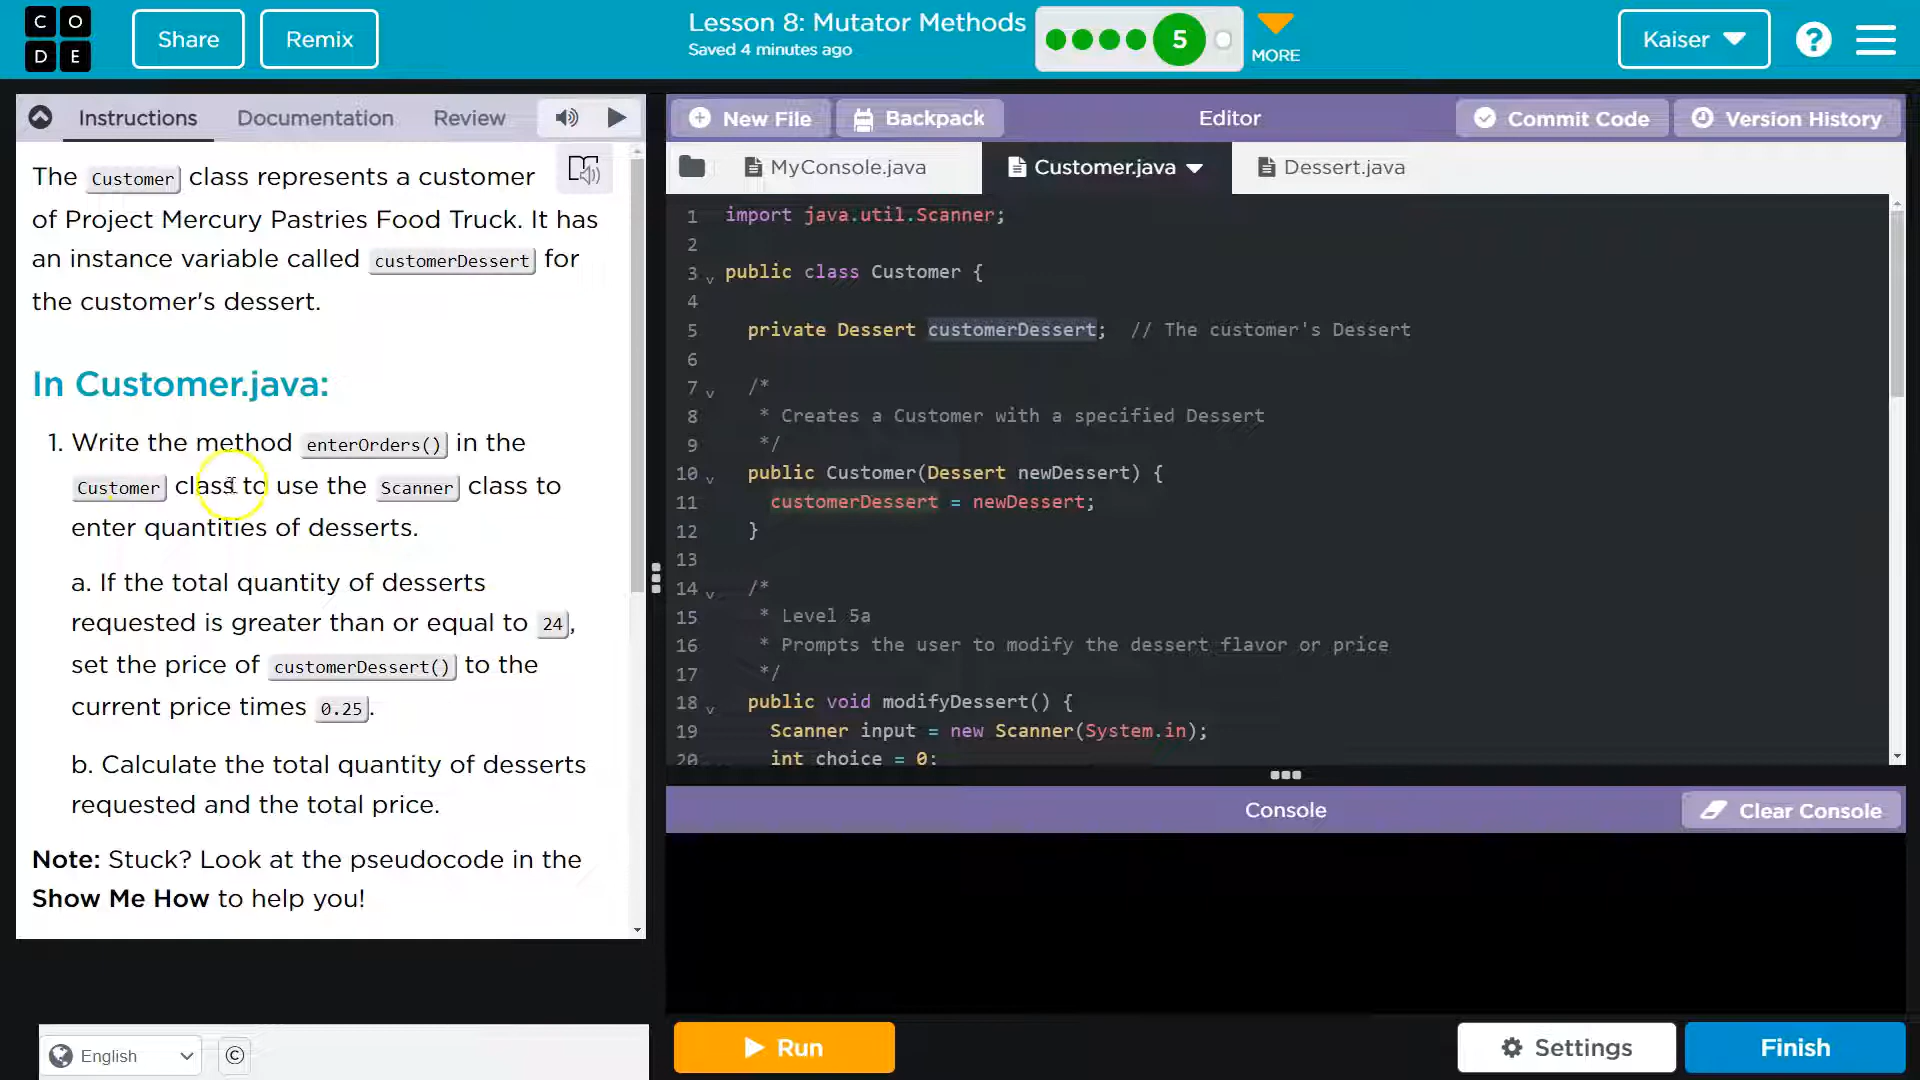 C O
D E
Share
Remix
Lesson 8: Mutator Methods
Saved 4 minutes ago
5
MORE
Kaiser
?
Instructions
Documentation
Review
The Customer class represents a customer
of Project Mercury Pastries Food Truck. It has
an instance variable called customerDessert for
the customer's dessert.
In Customer.java:
1. Write the method enterOrders() in the
Customer class to use the Scanner class to
enter quantities of desserts.
a. If the total quantity of desserts
requested is greater than or equal to 24,
set the price of customerDessert() to the
current price times 0.25.
b. Calculate the total quantity of desserts
requested and the total price.
Note: Stuck? Look at the pseudocode in the
Show Me How to help you!
English
©
New File
Backpack
Editor
Commit Code
Version History
MyConsole.java
Customer.java
Dessert.java
1 import java.util.Scanner;
2
3 public class Customer {
4
5 private Dessert customerDessert; // The customer's Dessert
6
7 /*
8 * Creates a Customer with a specified Dessert
9 */
10 public Customer(Dessert newDessert) {
11 customerDessert = newDessert;
12 }
13
14 /*
15 * Level 5a
16 * Prompts the user to modify the dessert flavor or price
17 */
18 public void modifyDessert() {
19 Scanner input = new Scanner(System.in);
20 int choice = 0;
Console
Clear Console
Run
Settings
Finish